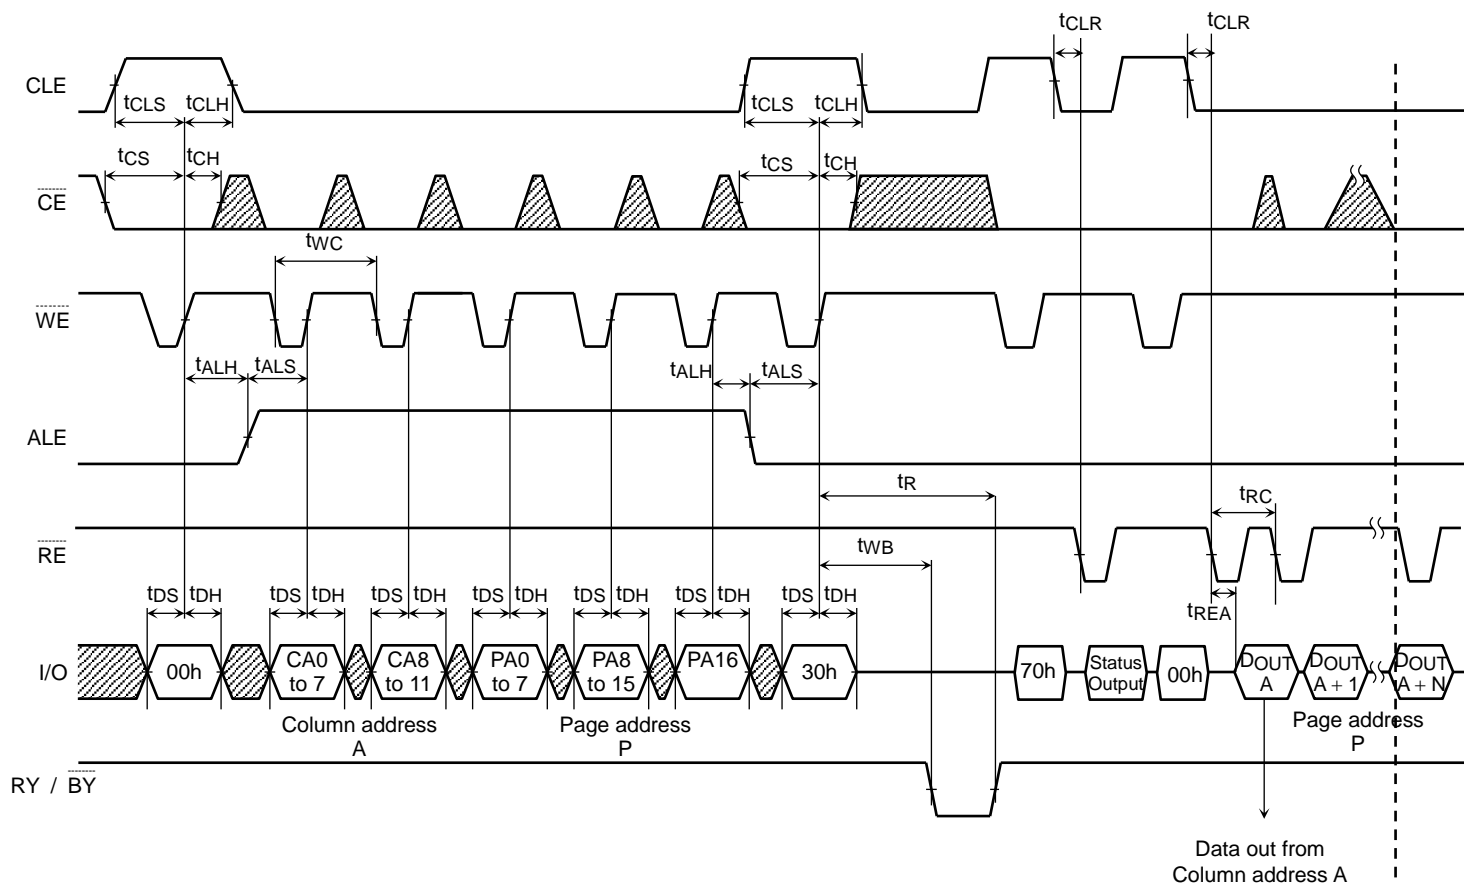 tCLR tCLR
CLE
tCLS tCLH tCLS tCLH
tCS tCH tCS tCH
CE
tWC
WE
tALH tALS tALH tALS
ALE
tR
tRC
RE
tWB
tDS tDH tDS tDH tDS tDH tDS tDH tDS tDH tDS tDH tDS tDH
tREA
I/O
00h
CA0
to 7
CA8
to 11
PA0
to 7
PA8
to 15
PA16
30h
70h
Status
Output
00h
DOUT
A
DOUT
A + 1
DOUT
A + N
Column address
A
Page address
P
Page address
P
RY / BY
Data out from
Column address A